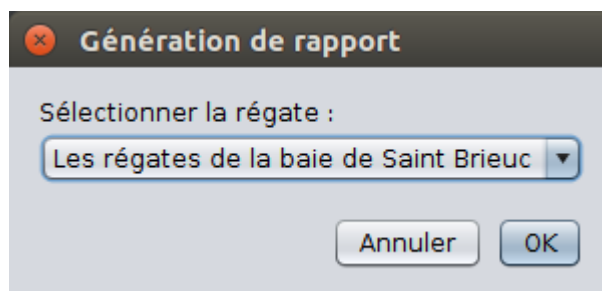 Génération de rapport
Sélectionner la régate :
Les régates de la baie de Saint Brieuc
Annuler OK